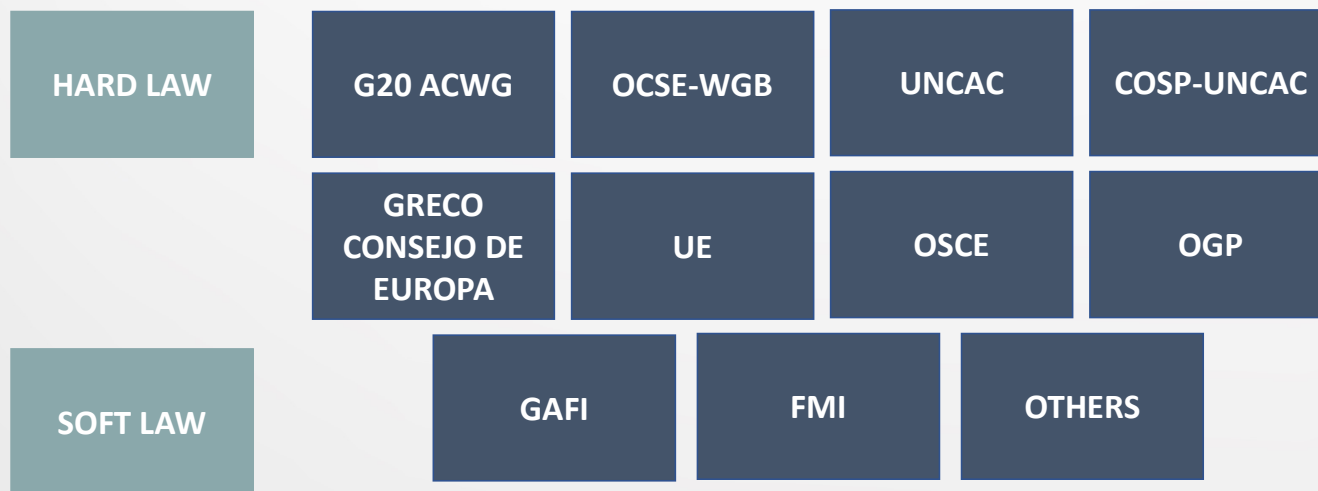 HARD LAW
G20 ACWG
OCSE-WGB
UNCAC
COSP-UNCAC
GRECO
CONSEJO DE
EUROPA
UE
OSCE
OGP
SOFT LAW
GAFI
FMI
OTHERS